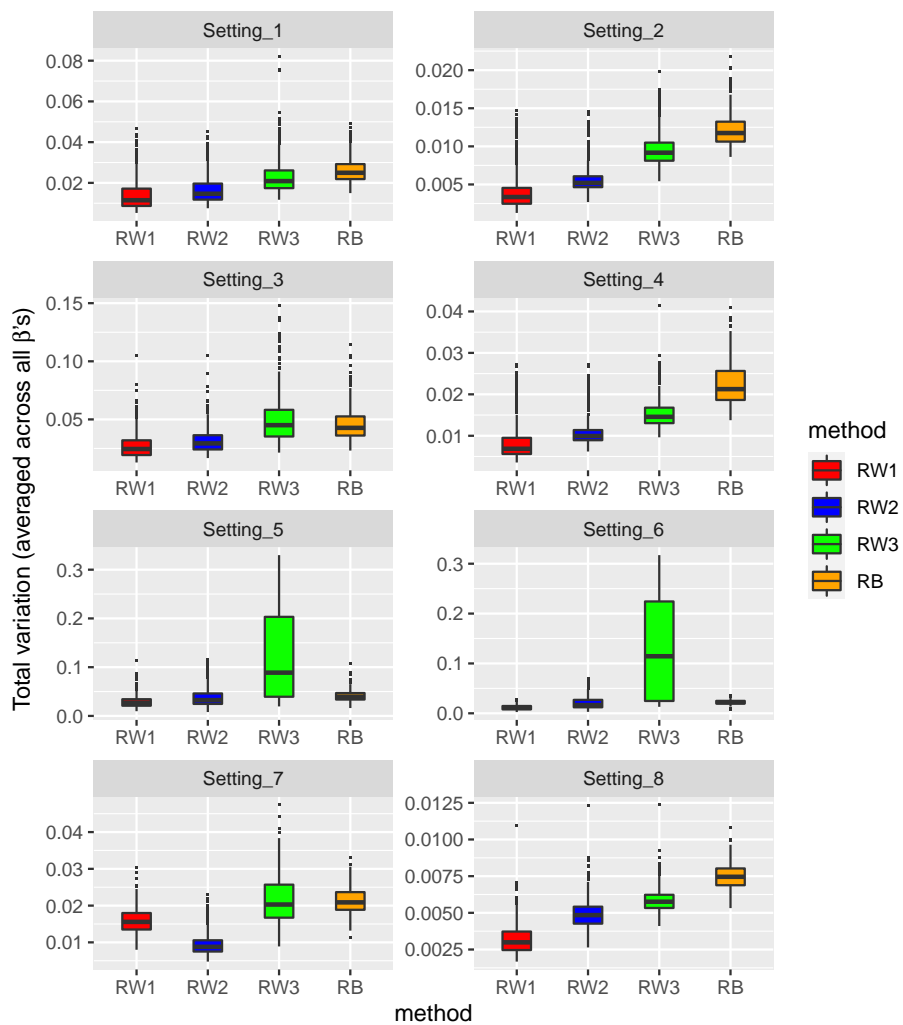 Setting_1
Setting_2
0.08
0.06
0.04
0.02
0.020
0.015
0.010
0.005
RW1 RW2 RW3 RB
RW1 RW2 RW3 RB
Setting_3
Setting_4
0.15
0.10
0.05
0.04
0.03
0.02
0.01
RW1 RW2 RW3 RB
RW1 RW2 RW3 RB
Setting_5
Setting_6
0.3
0.2
0.1
0.0
0.3
0.2
0.1
0.0
RW1 RW2 RW3 RB
RW1 RW2 RW3 RB
Setting_7
Setting_8
0.04
0.03
0.02
0.01
0.0125
0.0100
0.0075
0.0050
0.0025
RW1 RW2 RW3 RB
RW1 RW2 RW3 RB
method
Total variation (averaged across all β's)
method
RW1
RW2
RW3
RB